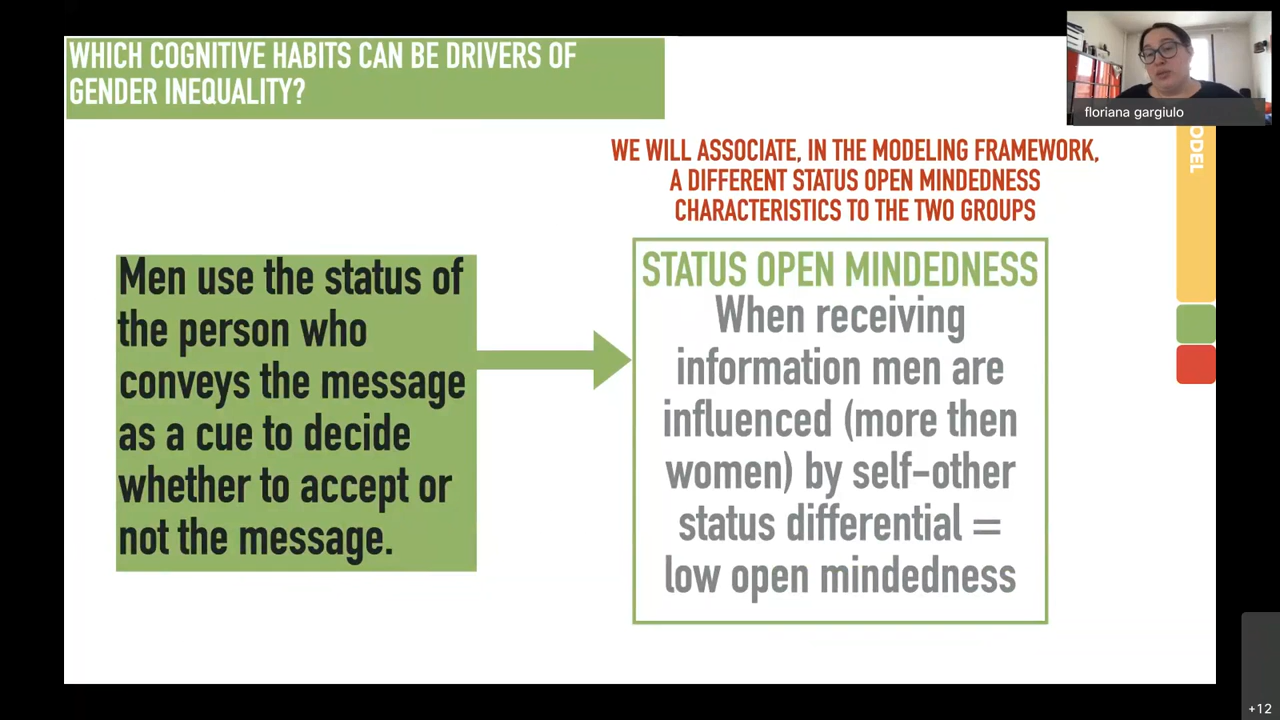 WHICH COGNITIVE HABITS CAN BE DRIVERS OF
GENDER INEQUALITY?
floriana gargiulo
ODEL
WE WILL ASSOCIATE, IN THE MODELING FRAMEWORK,
A DIFFERENT STATUS OPEN MINDEDNESS
CHARACTERISTICS TO THE TWO GROUPS
Men use the status of
the person who
conveys the message
as a cue to decide
whether to accept or
not the message.
STATUS OPEN MINDEDNESS
When receiving
information men are
influenced (more then
women) by self-other
status differential =
low open mindedness
+12